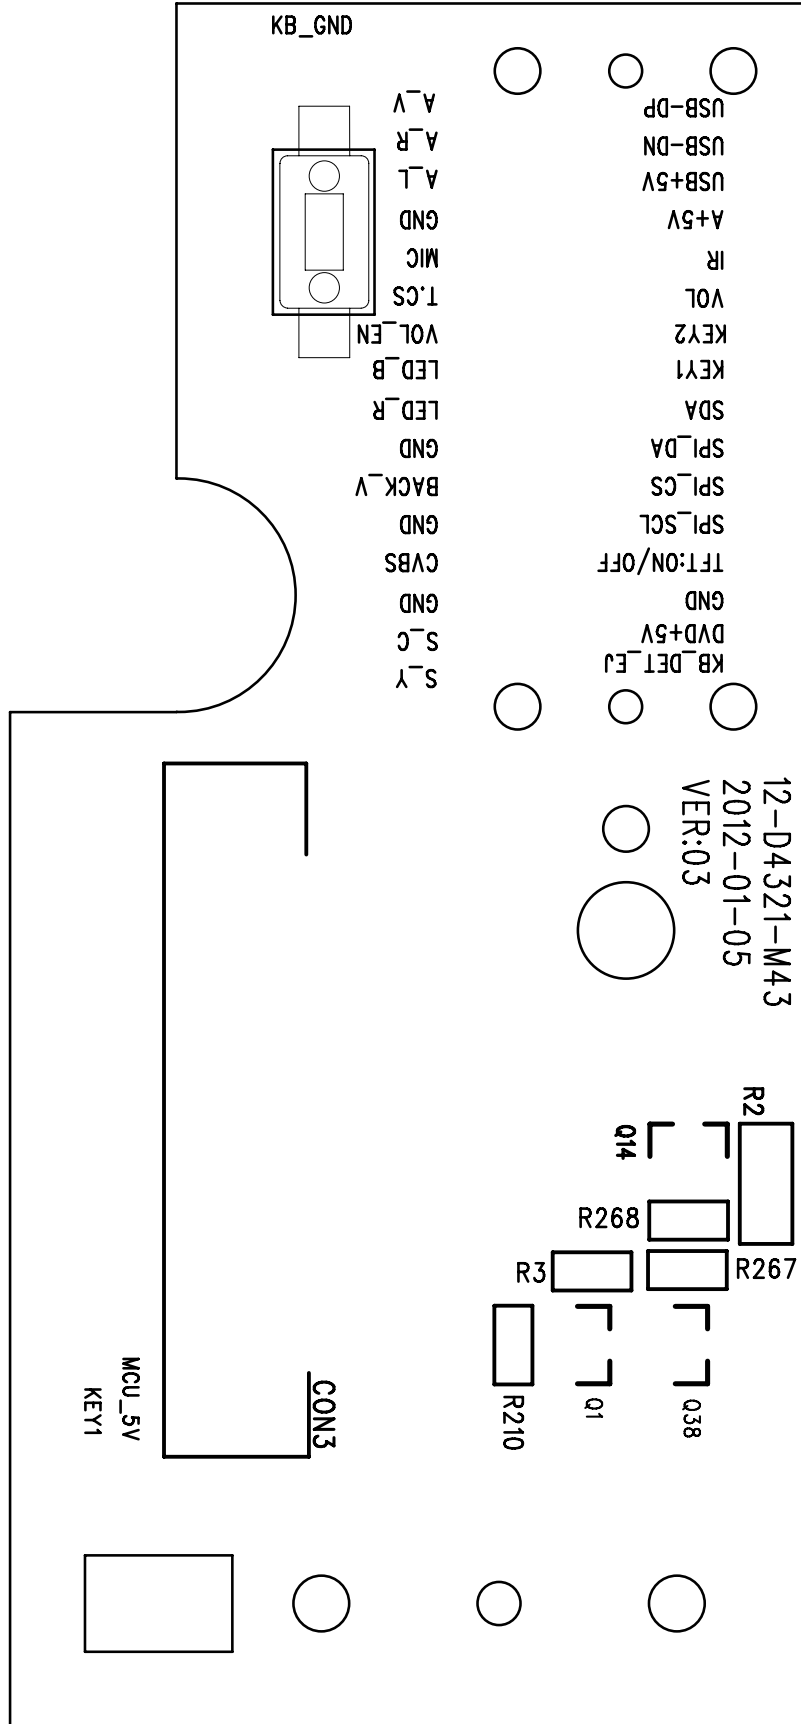 KB_GND
A_V
A_R
A_L
GND
MIC
T.CS
VOL_EN
LED_B
LED_R
GND
BACK_V
GND
CVBS
GND
S_C
S_Y
USB-DP
USB-DN
USB+5V
A+5V
IR
VOL
KEY2
KEY1
SDA
SPI_DA
SPI_CS
SPI_SCL
TFT:ON/OFF
GND
DVD+5V
KB_DET_EJ
12-D4321-M43
2012-01-05
VER:03
R2
Q14
R268
R3
R267
R210
Q1
Q38
CON3
MCU_5V
KEY1